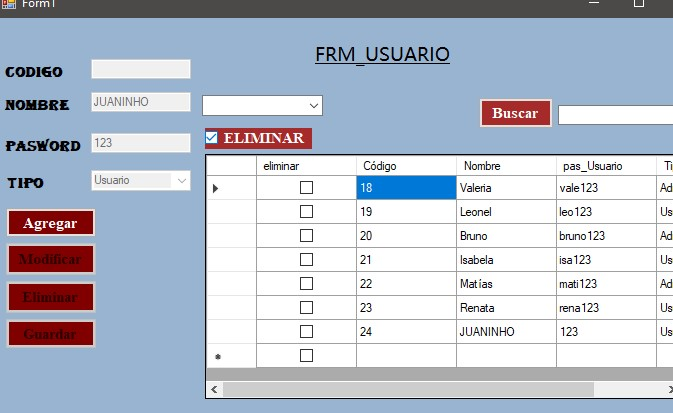 Form1
FRM_USUARIO
CODIGO
NOMBRE JUANINHO
Buscar
PASWORD 123
ELIMINAR
TIPO Usuario
Agregar
Modificar
Eliminar
Guardar
eliminar Código Nombre pas_Usuario Ti
18 Valeria vale123 Ad
19 Leonel leo123 Us
20 Bruno bruno123 Ad
21 Isabela isa123 Us
22 Matías mati123 Ad
23 Renata rena123 Us
24 JUANINHO 123 Us